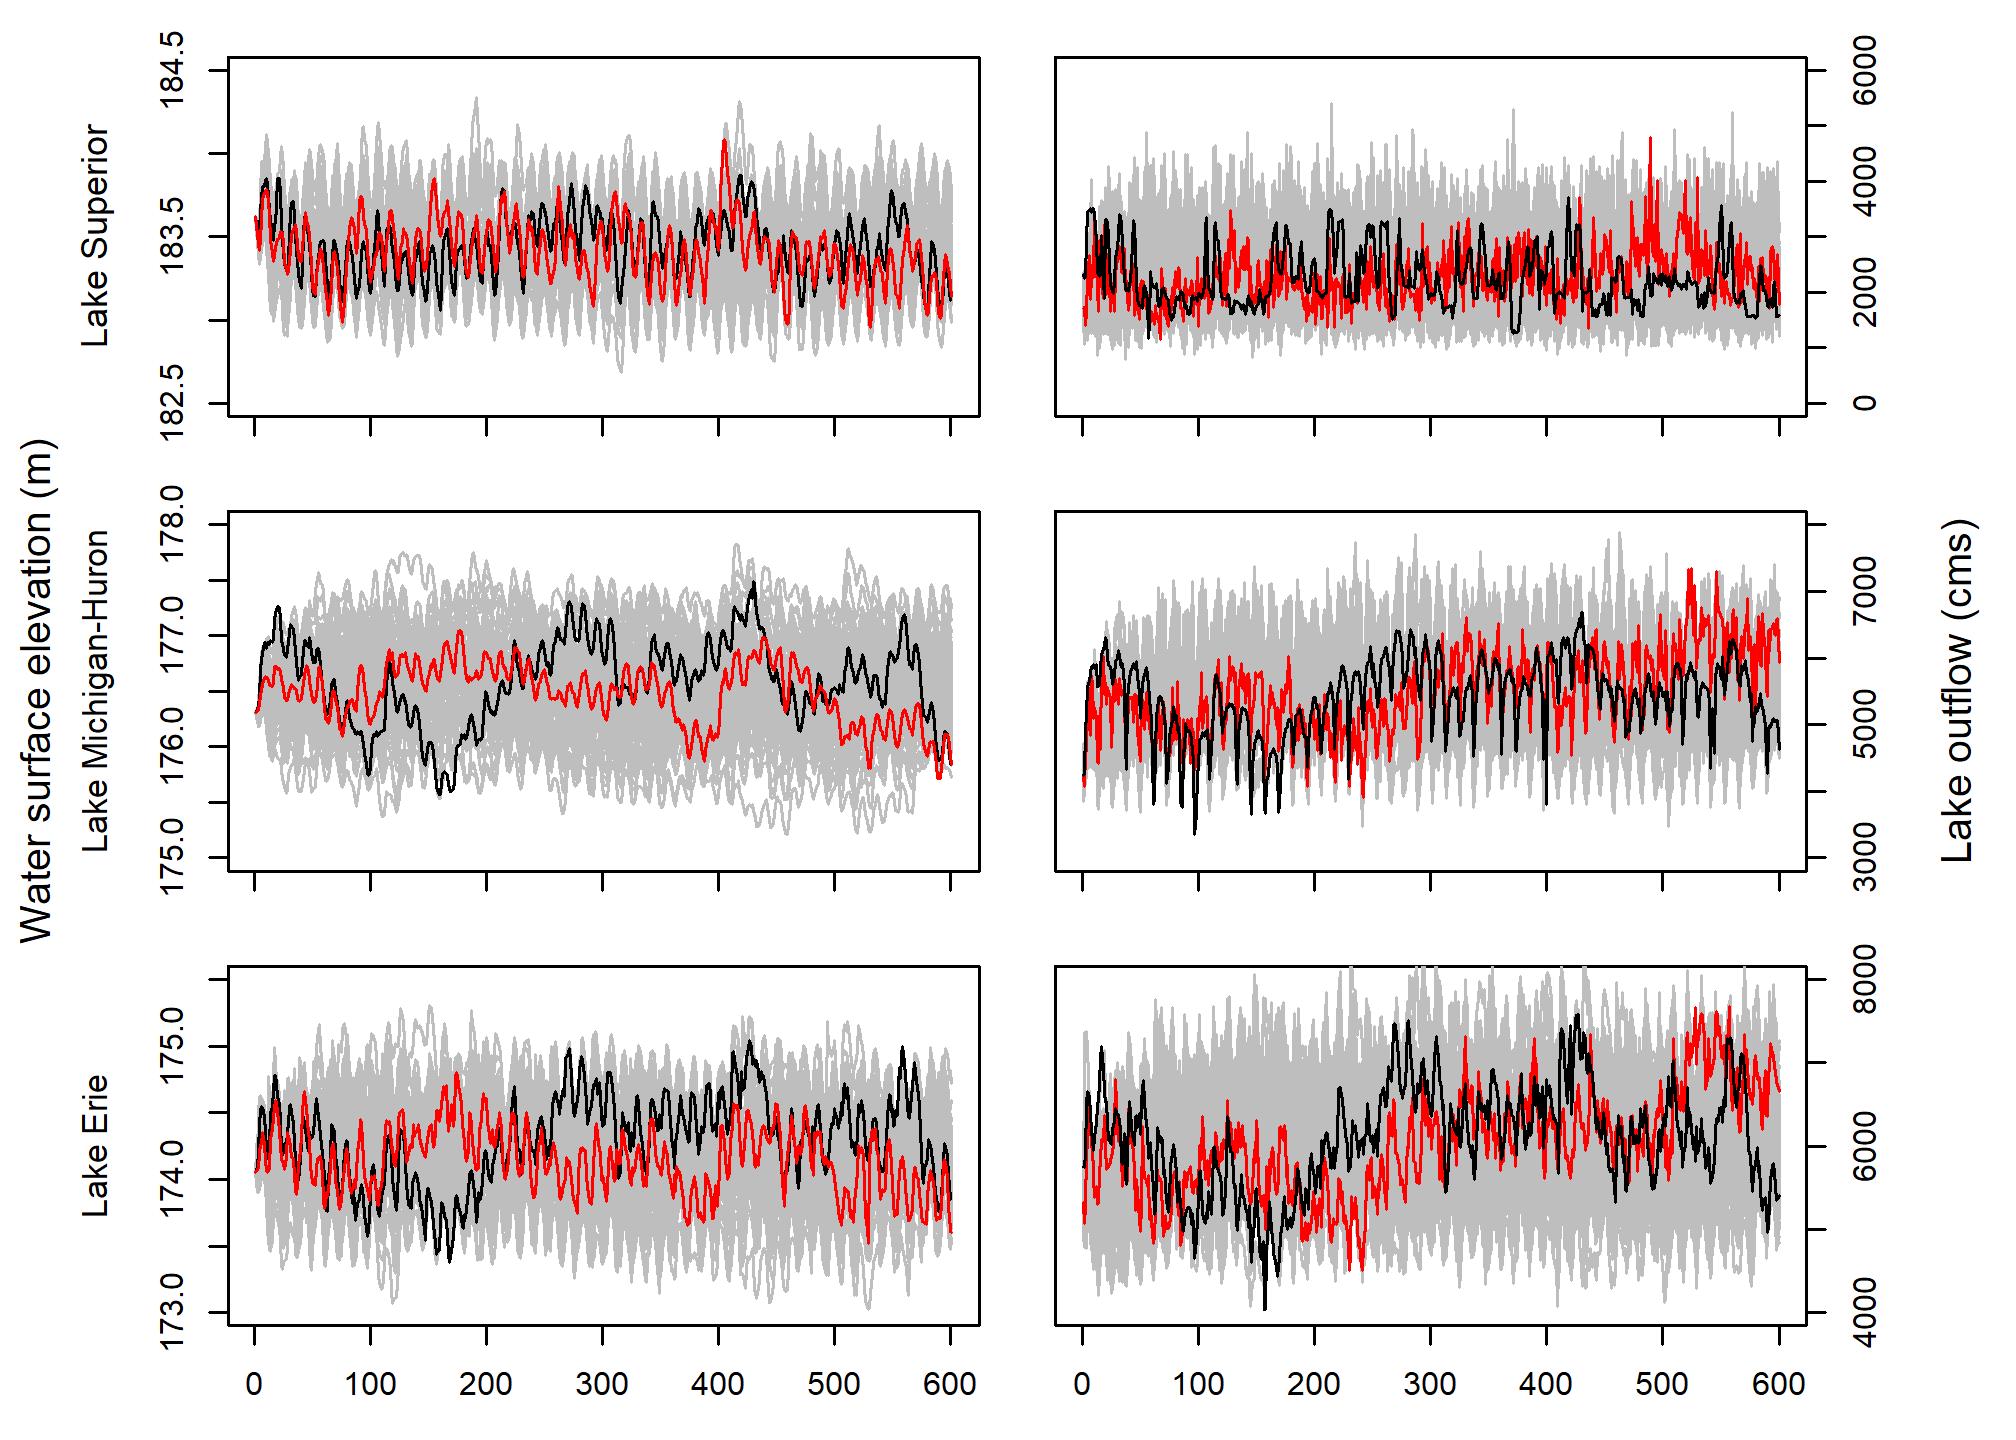 Water surface elevation (m)
Lake Superior
184.5
183.5
182.5
6000
4000
2000
0
Lake Michigan-Huron
178.0
177.0
176.0
175.0
7000
5000
3000
Lake outflow (cms)
Lake Erie
175.0
174.0
173.0
8000
6000
4000
0 100 200 300 400 500 600
0 100 200 300 400 500 600